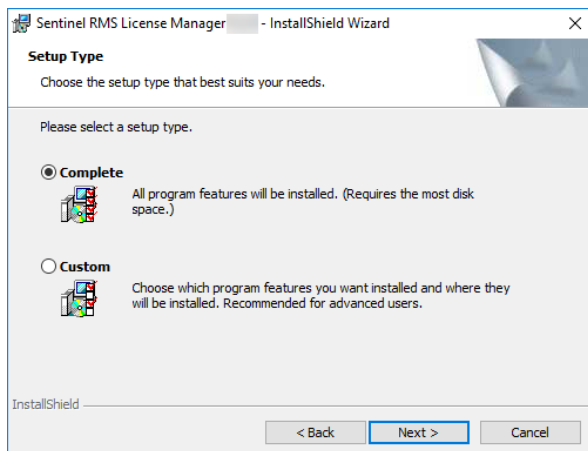 Sentinel RMS License Manager - InstallShield Wizard
Setup Type
Choose the setup type that best suits your needs.
Please select a setup type.
Complete
All program features will be installed. (Requires the most disk
space.)
Custom
Choose which program features you want installed and where they
will be installed. Recommended for advanced users.
InstallShield
< Back Next > Cancel